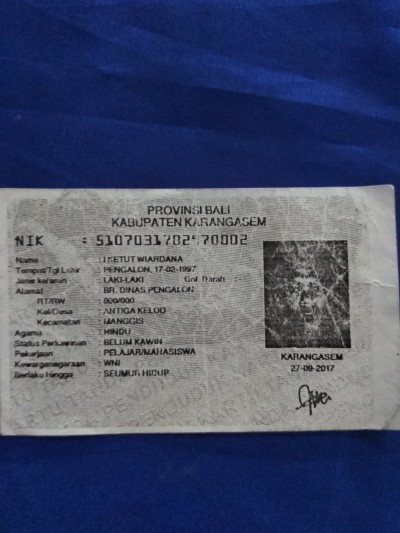 PROVINSI BALI
KABUPATEN KARANGASEM
NIK : 5107031702970002
Nama : I KETUT WIARDANA
Tempat/Tgl Lahir : PENGALON, 17-02-1997
Jenis kelamin : LAKI-LAKI Gol. Darah : -
Alamat : BR. DINAS PENGALON
RT/RW : 000/000
Kel/Desa : ANTIGA KELOD
Kecamatan : MANGGIS
Agama : HINDU
Status Perkawinan : BELUM KAWIN
Pekerjaan : PELAJAR/MAHASISWA
Kewarganegaraan : WNI
Berlaku Hingga : SEUMUR HIDUP
KARANGASEM
27-09-2017